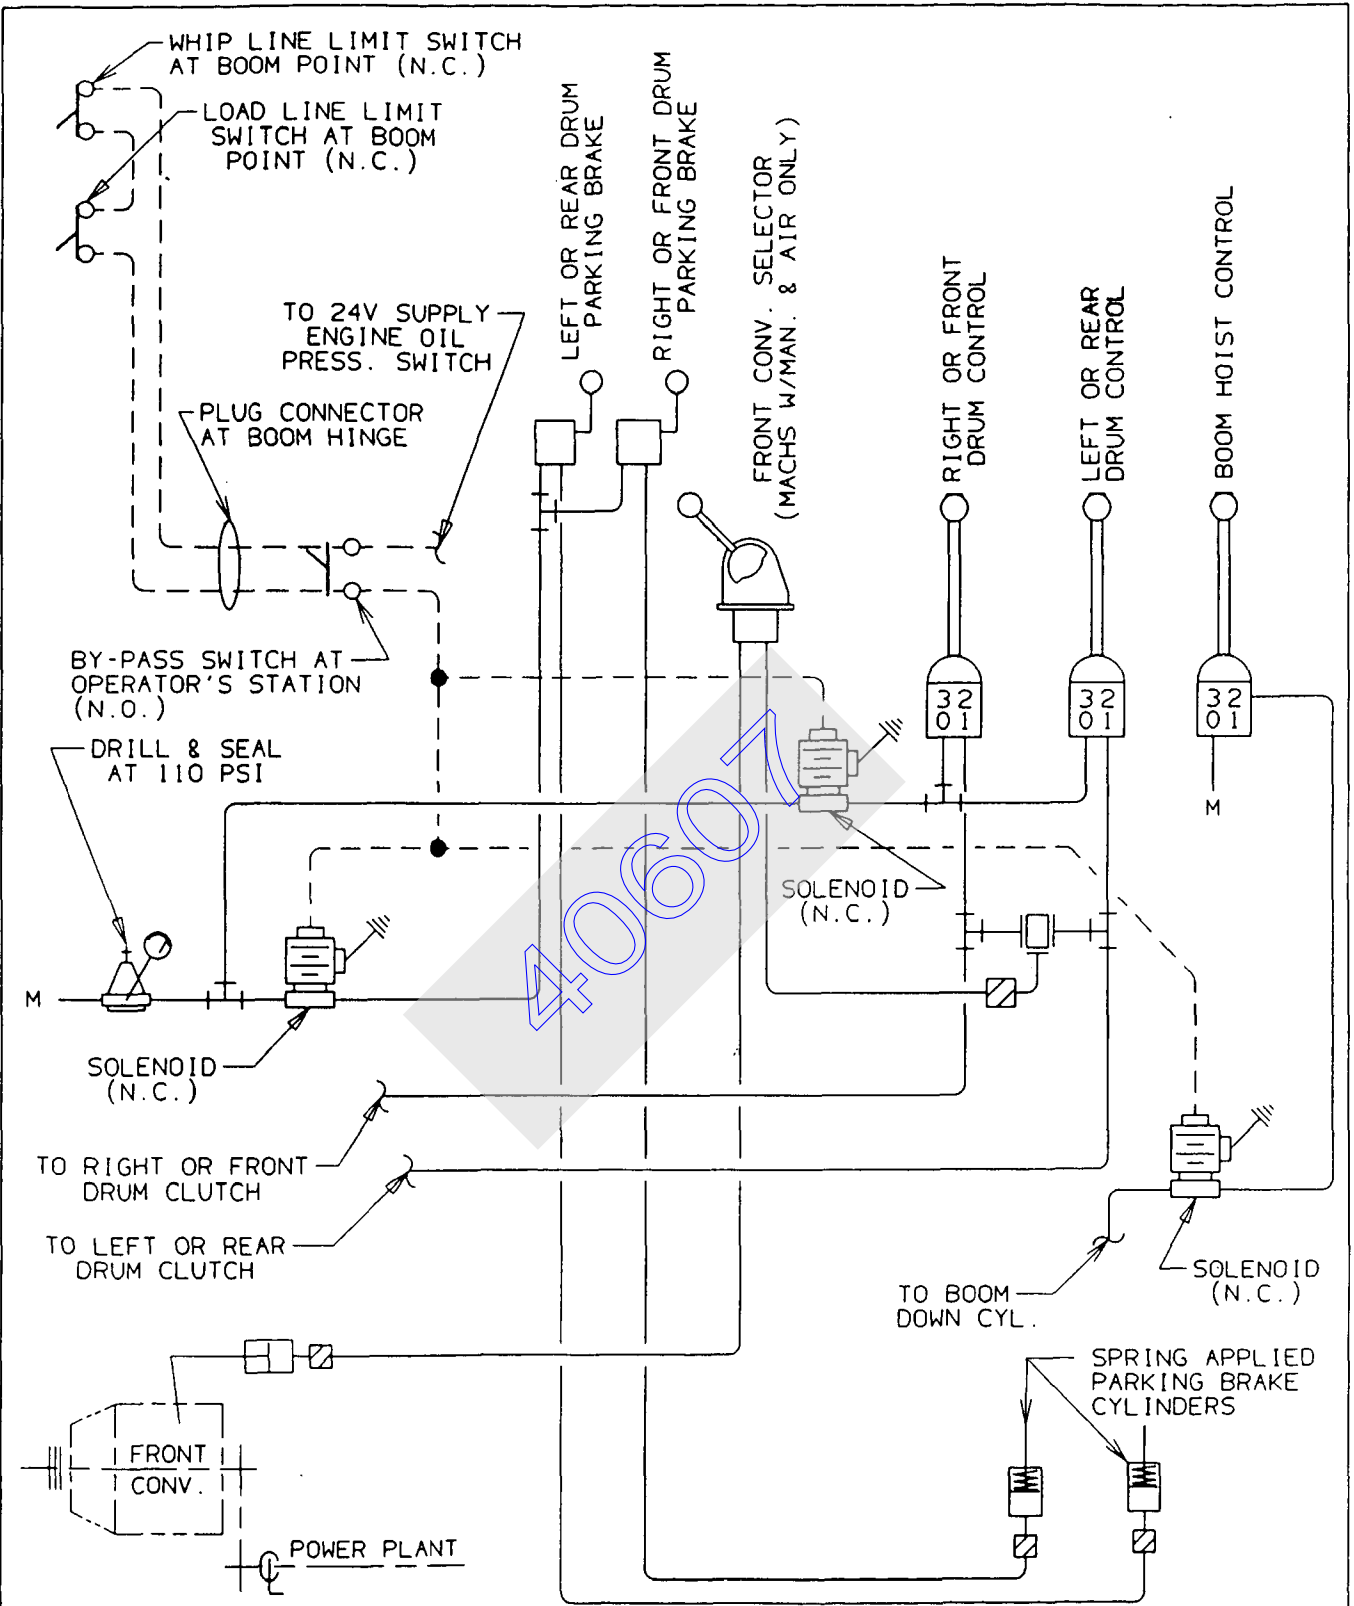 WHIP LINE LIMIT SWITCH
AT BOOM POINT (N.C.)
LOAD LINE LIMIT
SWITCH AT BOOM
POINT (N.C.)
LEFT OR REAR DRUM
PARKING BRAKE
RIGHT OR FRONT DRUM
PARKING BRAKE
FRONT CONV. SELECTOR
(MACHS W/MAN. & AIR ONLY)
RIGHT OR FRONT
DRUM CONTROL
LEFT OR REAR
DRUM CONTROL
BOOM HOIST CONTROL
TO 24V SUPPLY
ENGINE OIL
PRESS. SWITCH
PLUG CONNECTOR
AT BOOM HINGE
BY-PASS SWITCH AT
OPERATOR'S STATION
(N.O.)
32
01
32
01
32
01
DRILL & SEAL
AT 110 PSI
M
40607
SOLENOID
(N.C.)
M
SOLENOID
(N.C.)
TO RIGHT OR FRONT
DRUM CLUTCH
TO LEFT OR REAR
DRUM CLUTCH
SOLENOID
(N.C.)
TO BOOM
DOWN CYL.
SPRING APPLIED
PARKING BRAKE
CYLINDERS
FRONT
CONV.
POWER PLANT